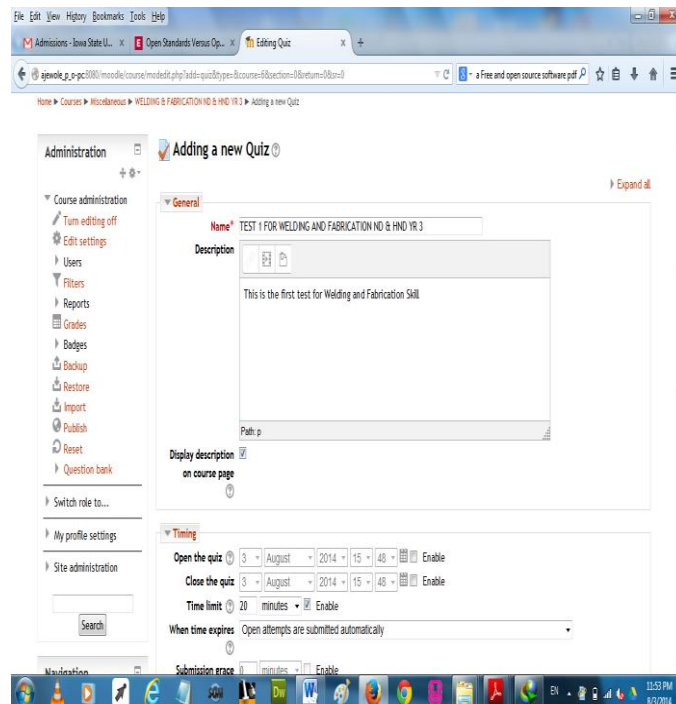 File Edit View History Bookmarks Tools Help
Admissions - Iowa State U... x
Open Standards Versus Op... x
Editing Quiz x +
ajewole_p_o-pc:8080/moodle/course/modedit.php?add=quiz&type=&course=6&section=0&return=0&sr=0
a Free and open source software pdf
Home ► Courses ► Miscellaneous ► WELDING & FABRICATION ND & HND YR 3 ► Adding a new Quiz
Administration
Course administration
Turn editing off
Edit settings
Users
Filters
Reports
Grades
Badges
Backup
Restore
Import
Publish
Reset
Question bank
Switch role to...
My profile settings
Site administration
Search
Navigation
Adding a new Quiz
Expand all
General
Name* TEST 1 FOR WELDING AND FABRICATION ND & HND YR 3
Description
This is the first test for Welding and Fabrication Skill
Path: p
Display description
on course page
Timing
Open the quiz 3 August 2014 15 48 Enable
Close the quiz 3 August 2014 15 48 Enable
Time limit 20 minutes Enable
When time expires Open attempts are submitted automatically
Submission grace 0 minutes Enable
EN 11:53 PM
8/3/2014